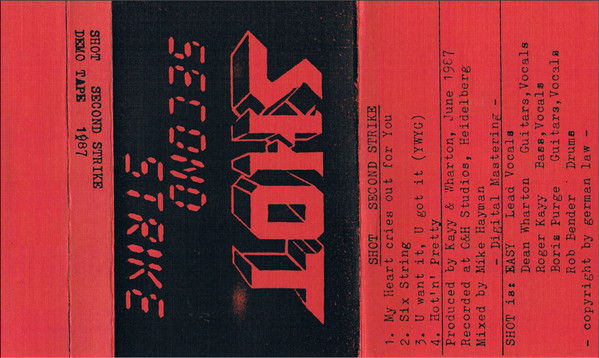 SHOT SECOND STRIKE
DEMO TAPE 1987
SHOT
SECOND
STRIKE
SHOT SECOND STRIKE
1. My Heart cries out for You
2. Six String
3. U want it, U got it (YWYG)
4. Hot'n' Pretty
Produced by Kayy & Wharton, June 1987
Recorded at C&H Studios, Heidelberg
Mixed by Mike Hayman
- Digital Mastering -
SHOT is: EASY Lead Vocals
Dean Wharton Guitars,Vocals
Roger Kayy Bass,Vocals
Boris Purge Guitars,Vocals
Rob Bender Drums
- copyright by german law -